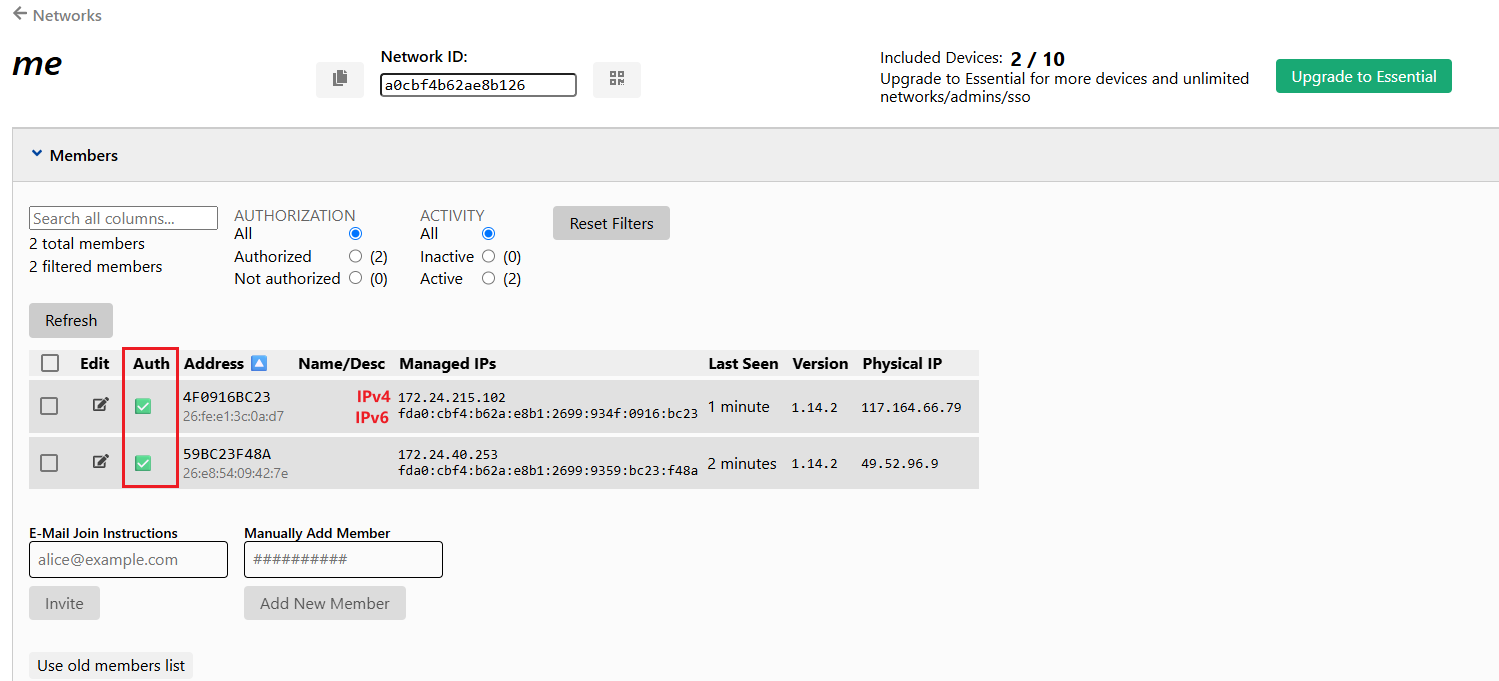 Networks
me
Network ID:
a0cbf4b62ae8b126
Included Devices: 2 / 10
Upgrade to Essential for more devices and unlimited
networks/admins/sso
Upgrade to Essential
Members
Search all columns...
2 total members
2 filtered members
AUTHORIZATION
All
Authorized (2)
Not authorized (0)
ACTIVITY
All
Inactive (0)
Active (2)
Reset Filters
Refresh
Edit Auth Address Name/Desc Managed IPs Last Seen Version Physical IP
4F0916BC23
26:fe:e1:3c:0a:d7
IPv4 172.24.215.102
IPv6 fda0:cbf4:b62a:e8b1:2699:934f:0916:bc23
1 minute 1.14.2 117.164.66.79
59BC23F48A
26:e8:54:09:42:7e
172.24.40.253
fda0:cbf4:b62a:e8b1:2699:9359:bc23:f48a
2 minutes 1.14.2 49.52.96.9
E-Mail Join Instructions
alice@example.com
Invite
Manually Add Member
##########
Add New Member
Use old members list